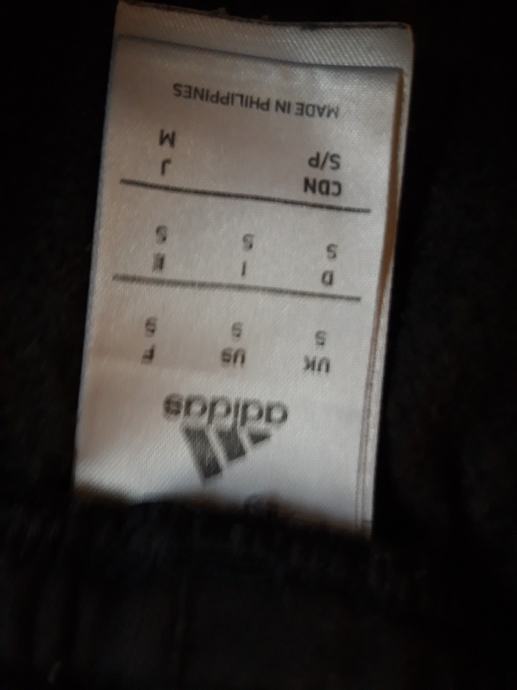 adidas
UK US F
S S S
D I E
S S S
CDN J
S/P M
MADE IN PHILIPPINES